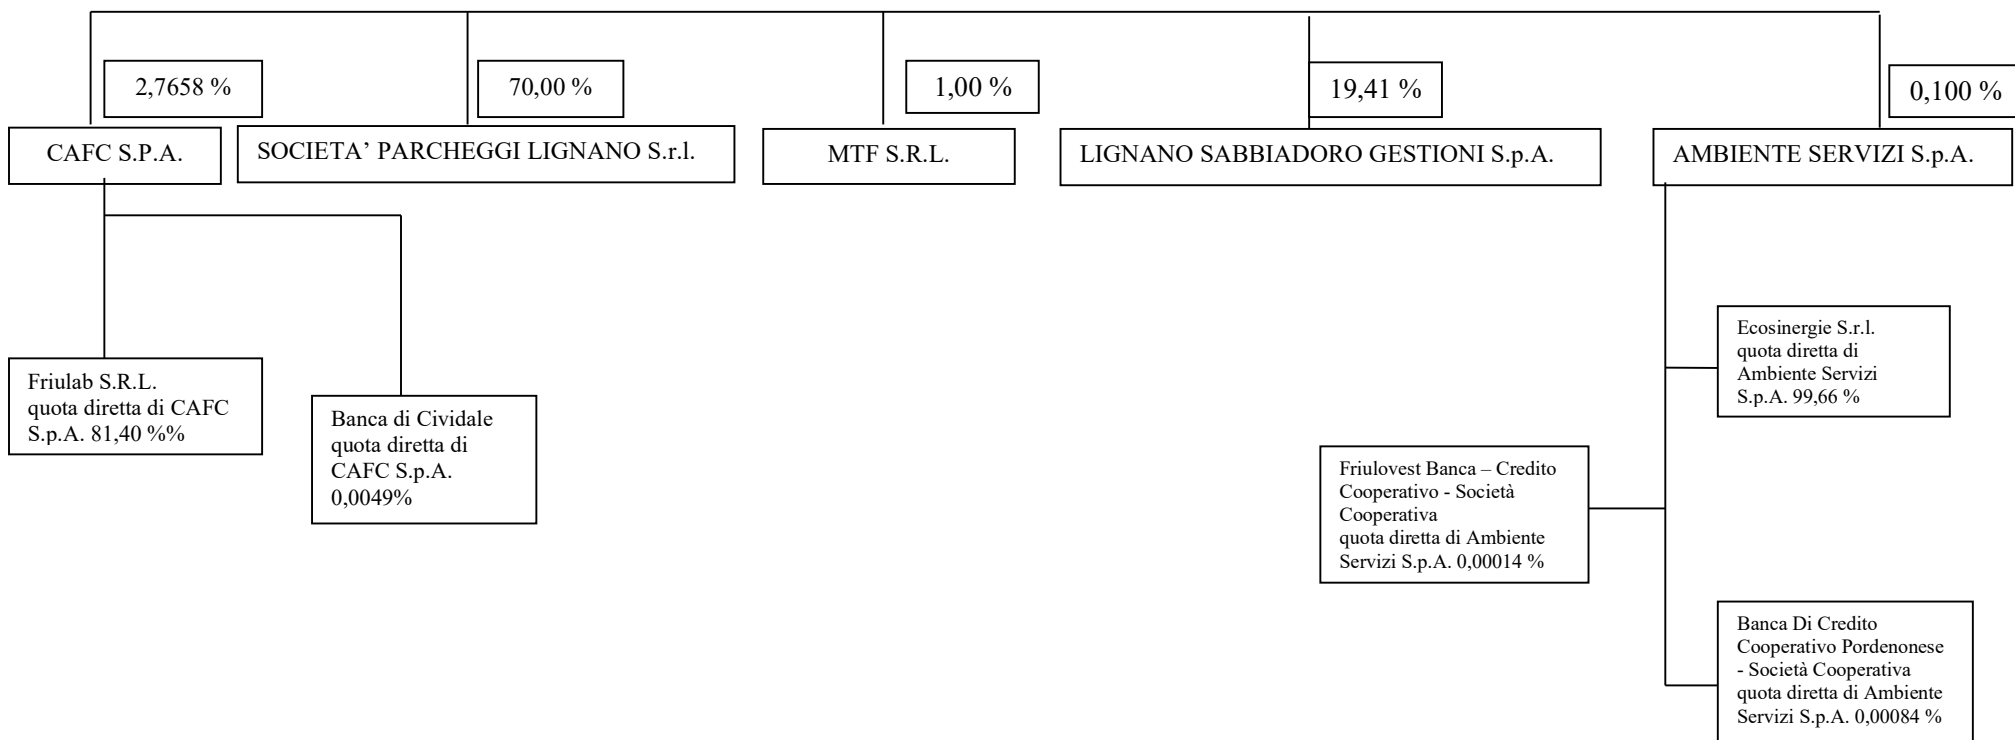 2,7658 %
70,00 %
1,00 %
19,41 %
0,100 %
CAFC S.P.A.
SOCIETA’ PARCHEGGI LIGNANO S.r.l.
MTF S.R.L.
LIGNANO SABBIADORO GESTIONI S.p.A.
AMBIENTE SERVIZI S.p.A.
Friulab S.R.L.
quota diretta di CAFC
S.p.A. 81,40 %%
Banca di Cividale
quota diretta di
CAFC S.p.A.
0,0049%
Ecosinergie S.r.l.
quota diretta di
Ambiente Servizi
S.p.A. 99,66 %
Friulovest Banca – Credito
Cooperativo - Società
Cooperativa
quota diretta di Ambiente
Servizi S.p.A. 0,00014 %
Banca Di Credito
Cooperativo Pordenonese
- Società Cooperativa
quota diretta di Ambiente
Servizi S.p.A. 0,00084 %